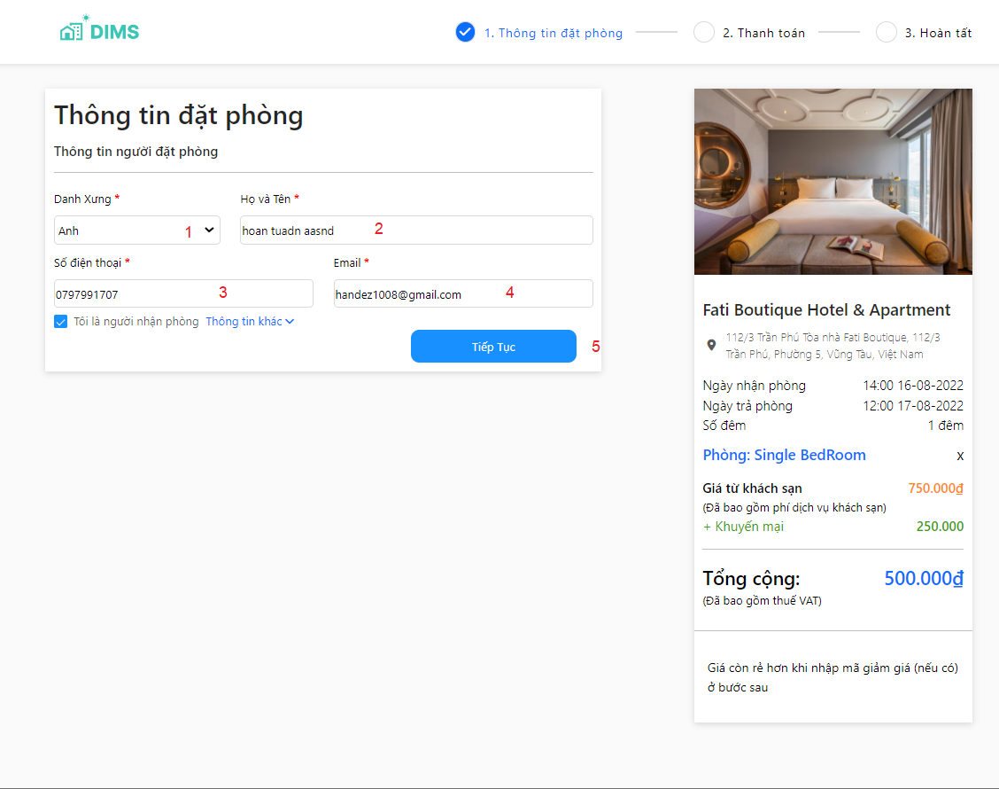 DIMS
1. Thông tin đặt phòng
2. Thanh toán
3. Hoàn tất
Thông tin đặt phòng
Thông tin người đặt phòng
Danh Xưng *
Họ và Tên *
Anh 1
hoan tuadn aasnd 2
Số điện thoại *
Email *
0797991707 3
handez1008@gmail.com 4
Tôi là người nhận phòng Thông tin khác
Tiếp Tục 5
Fati Boutique Hotel & Apartment
112/3 Trần Phú Tòa nhà Fati Boutique, 112/3
Trần Phú, Phường 5, Vũng Tàu, Việt Nam
Ngày nhận phòng 14:00 16-08-2022
Ngày trả phòng 12:00 17-08-2022
Số đêm 1 đêm
Phòng: Single BedRoom x
Giá từ khách sạn 750.000₫
(Đã bao gồm phí dịch vụ khách sạn)
+ Khuyến mại 250.000
Tổng cộng: 500.000₫
(Đã bao gồm thuế VAT)
Giá còn rẻ hơn khi nhập mã giảm giá (nếu có)
ở bước sau